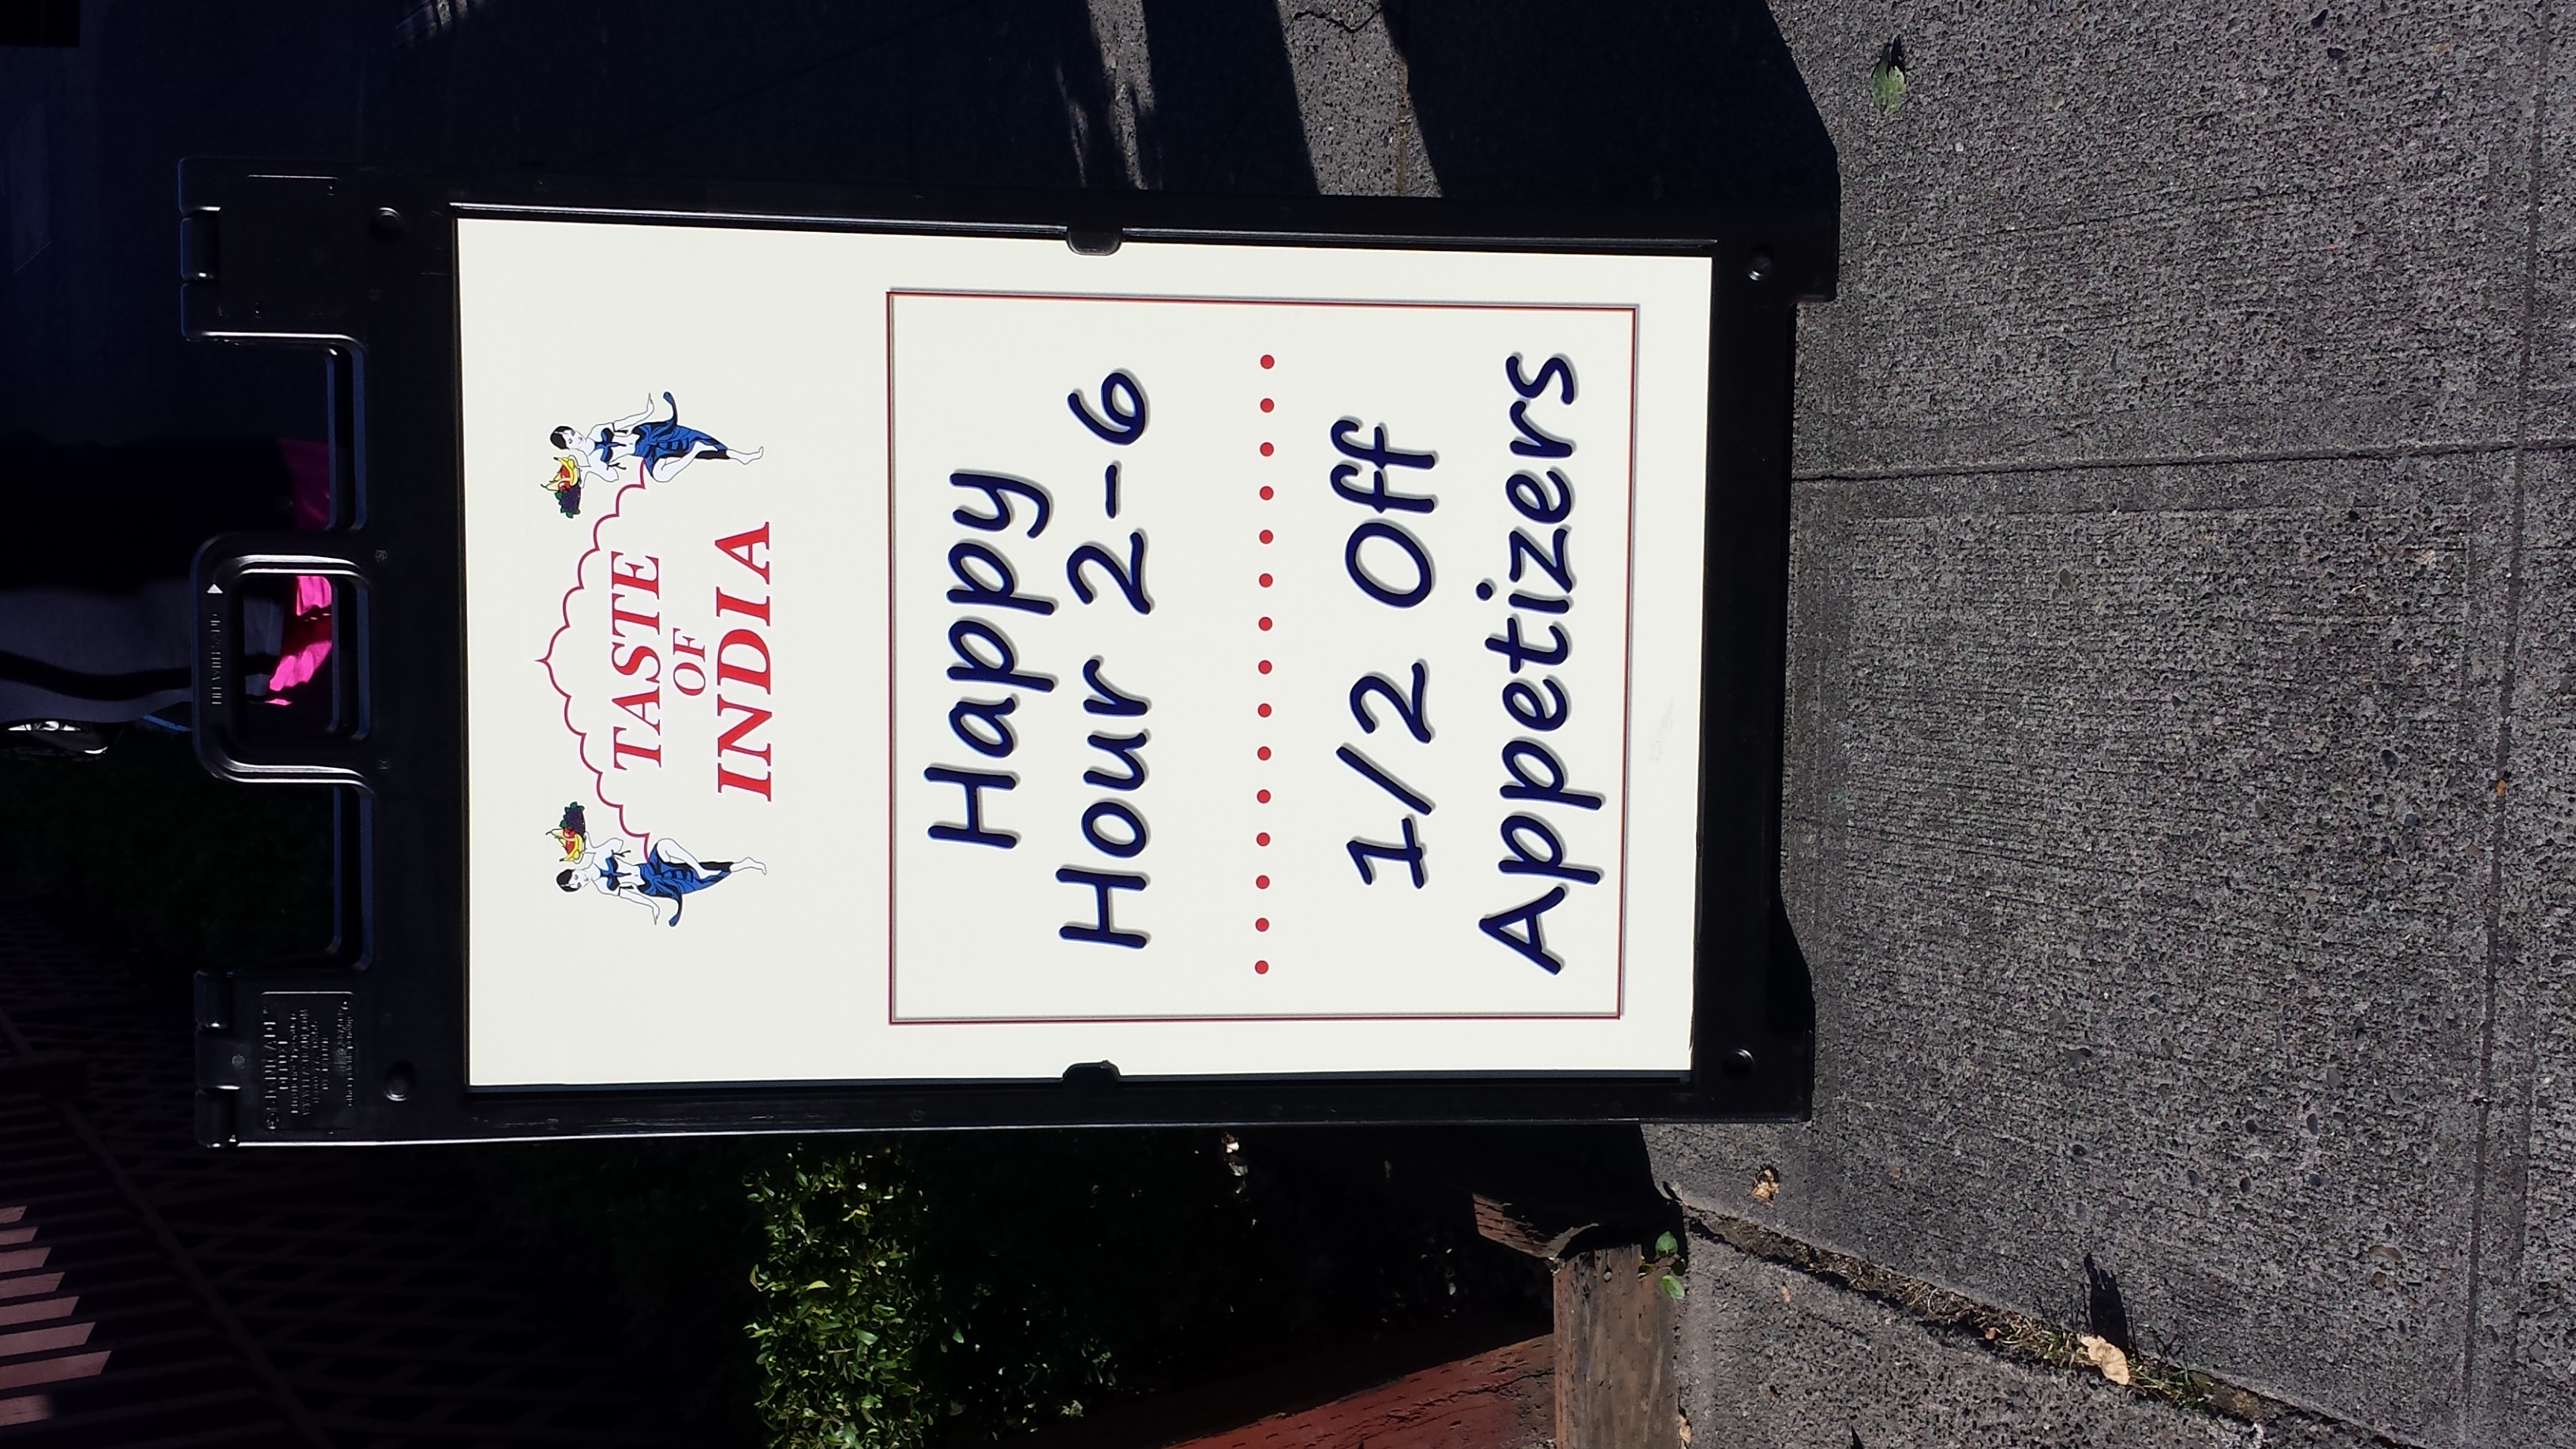 TASTE
OF
INDIA
Happy
Hour 2-6
1/2 Off
Appetizers